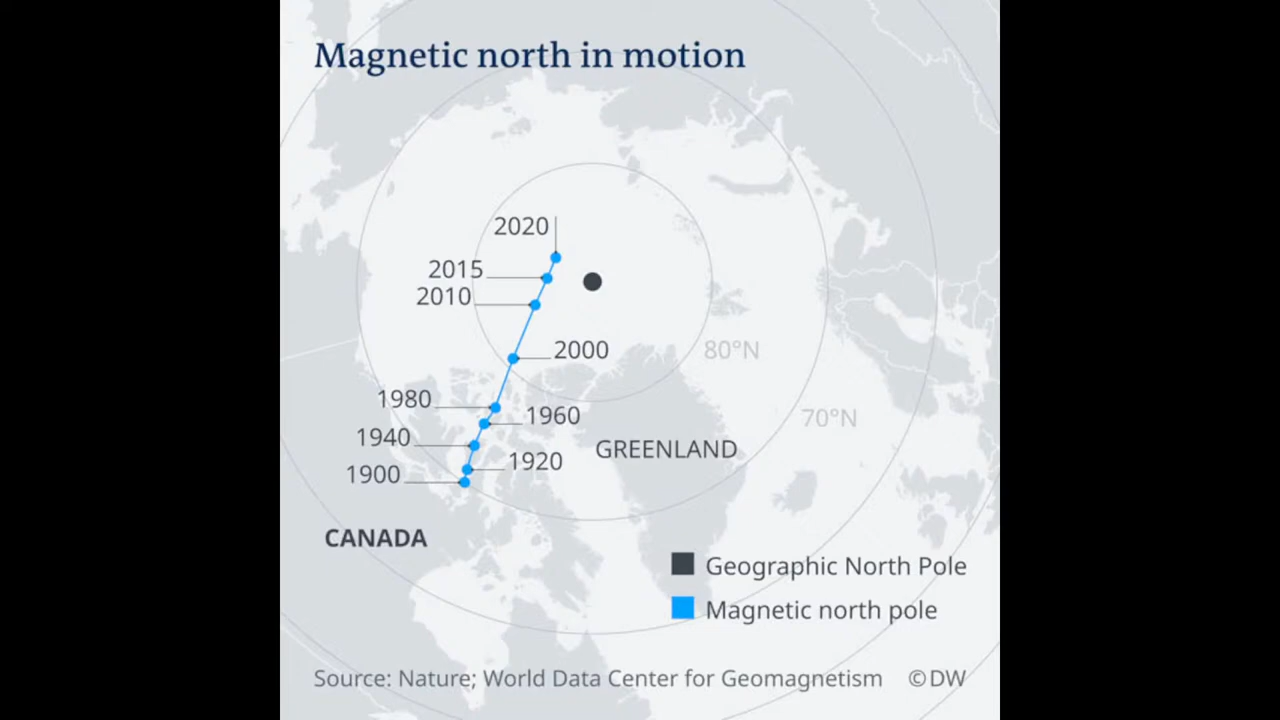 Magnetic north in motion
2020
2015
2010
2000
80°N
1980
1960
70°N
1940
GREENLAND
1920
1900
CANADA
Geographic North Pole
Magnetic north pole
Source: Nature; World Data Center for Geomagnetism ©DW